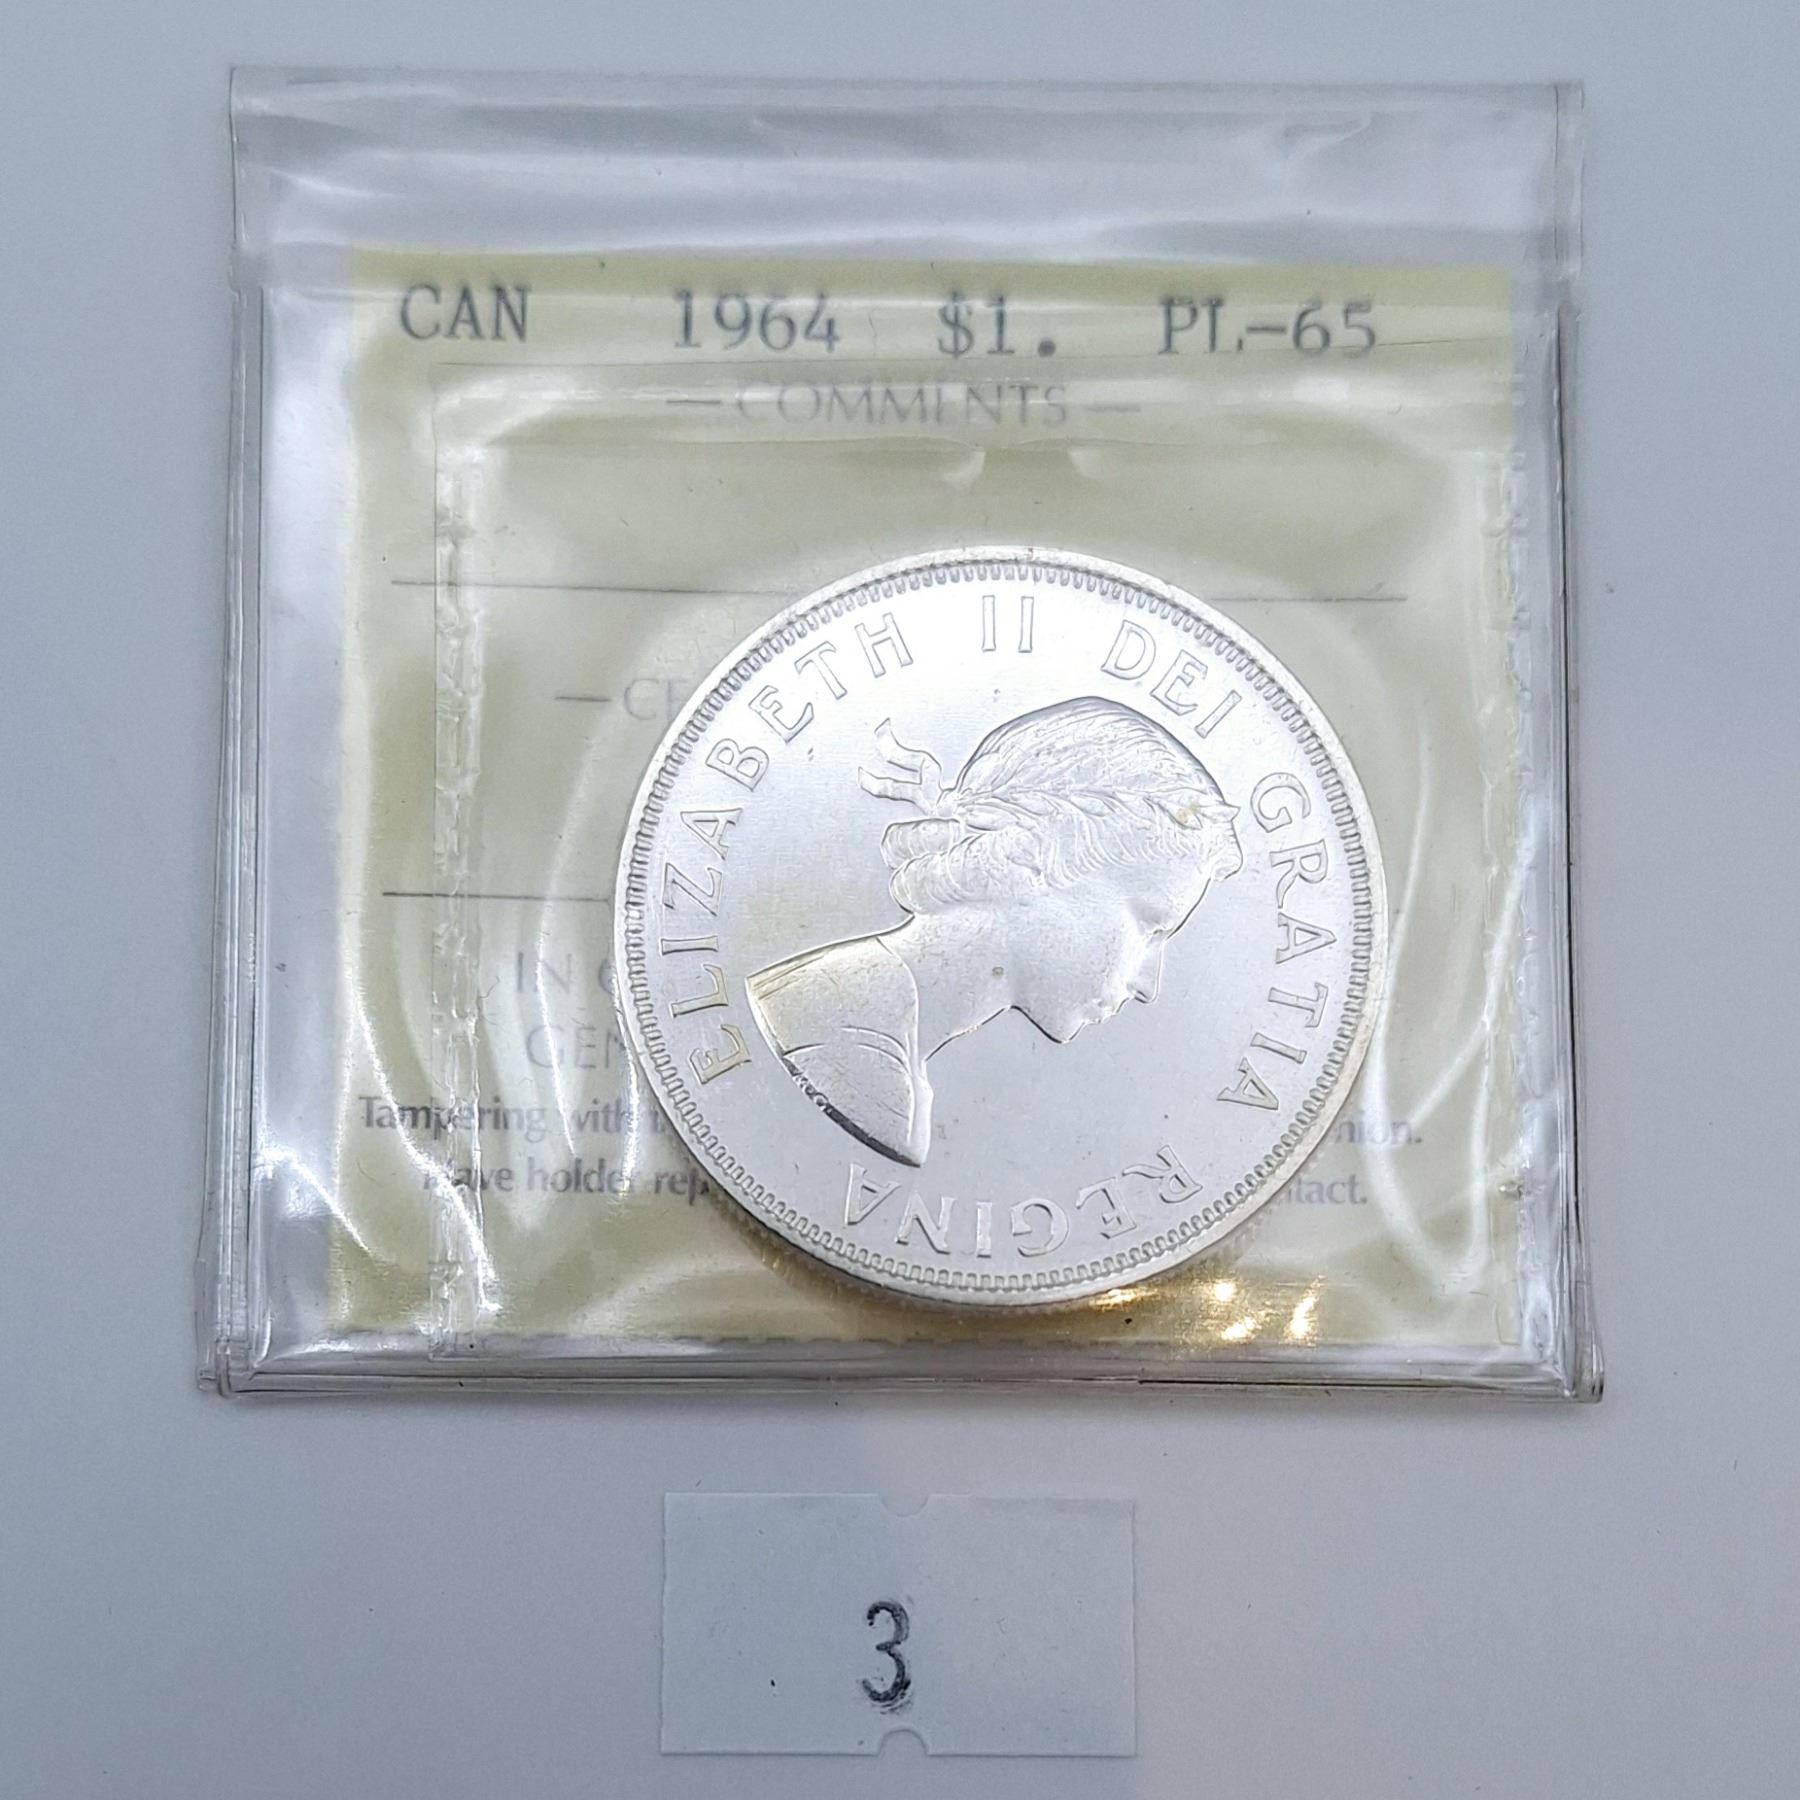 CAN 1964 $1. PL-65
— COMMENTS —
ELIZABETH II DEI GRATIA REGINA
Tampering with
Have holder
3